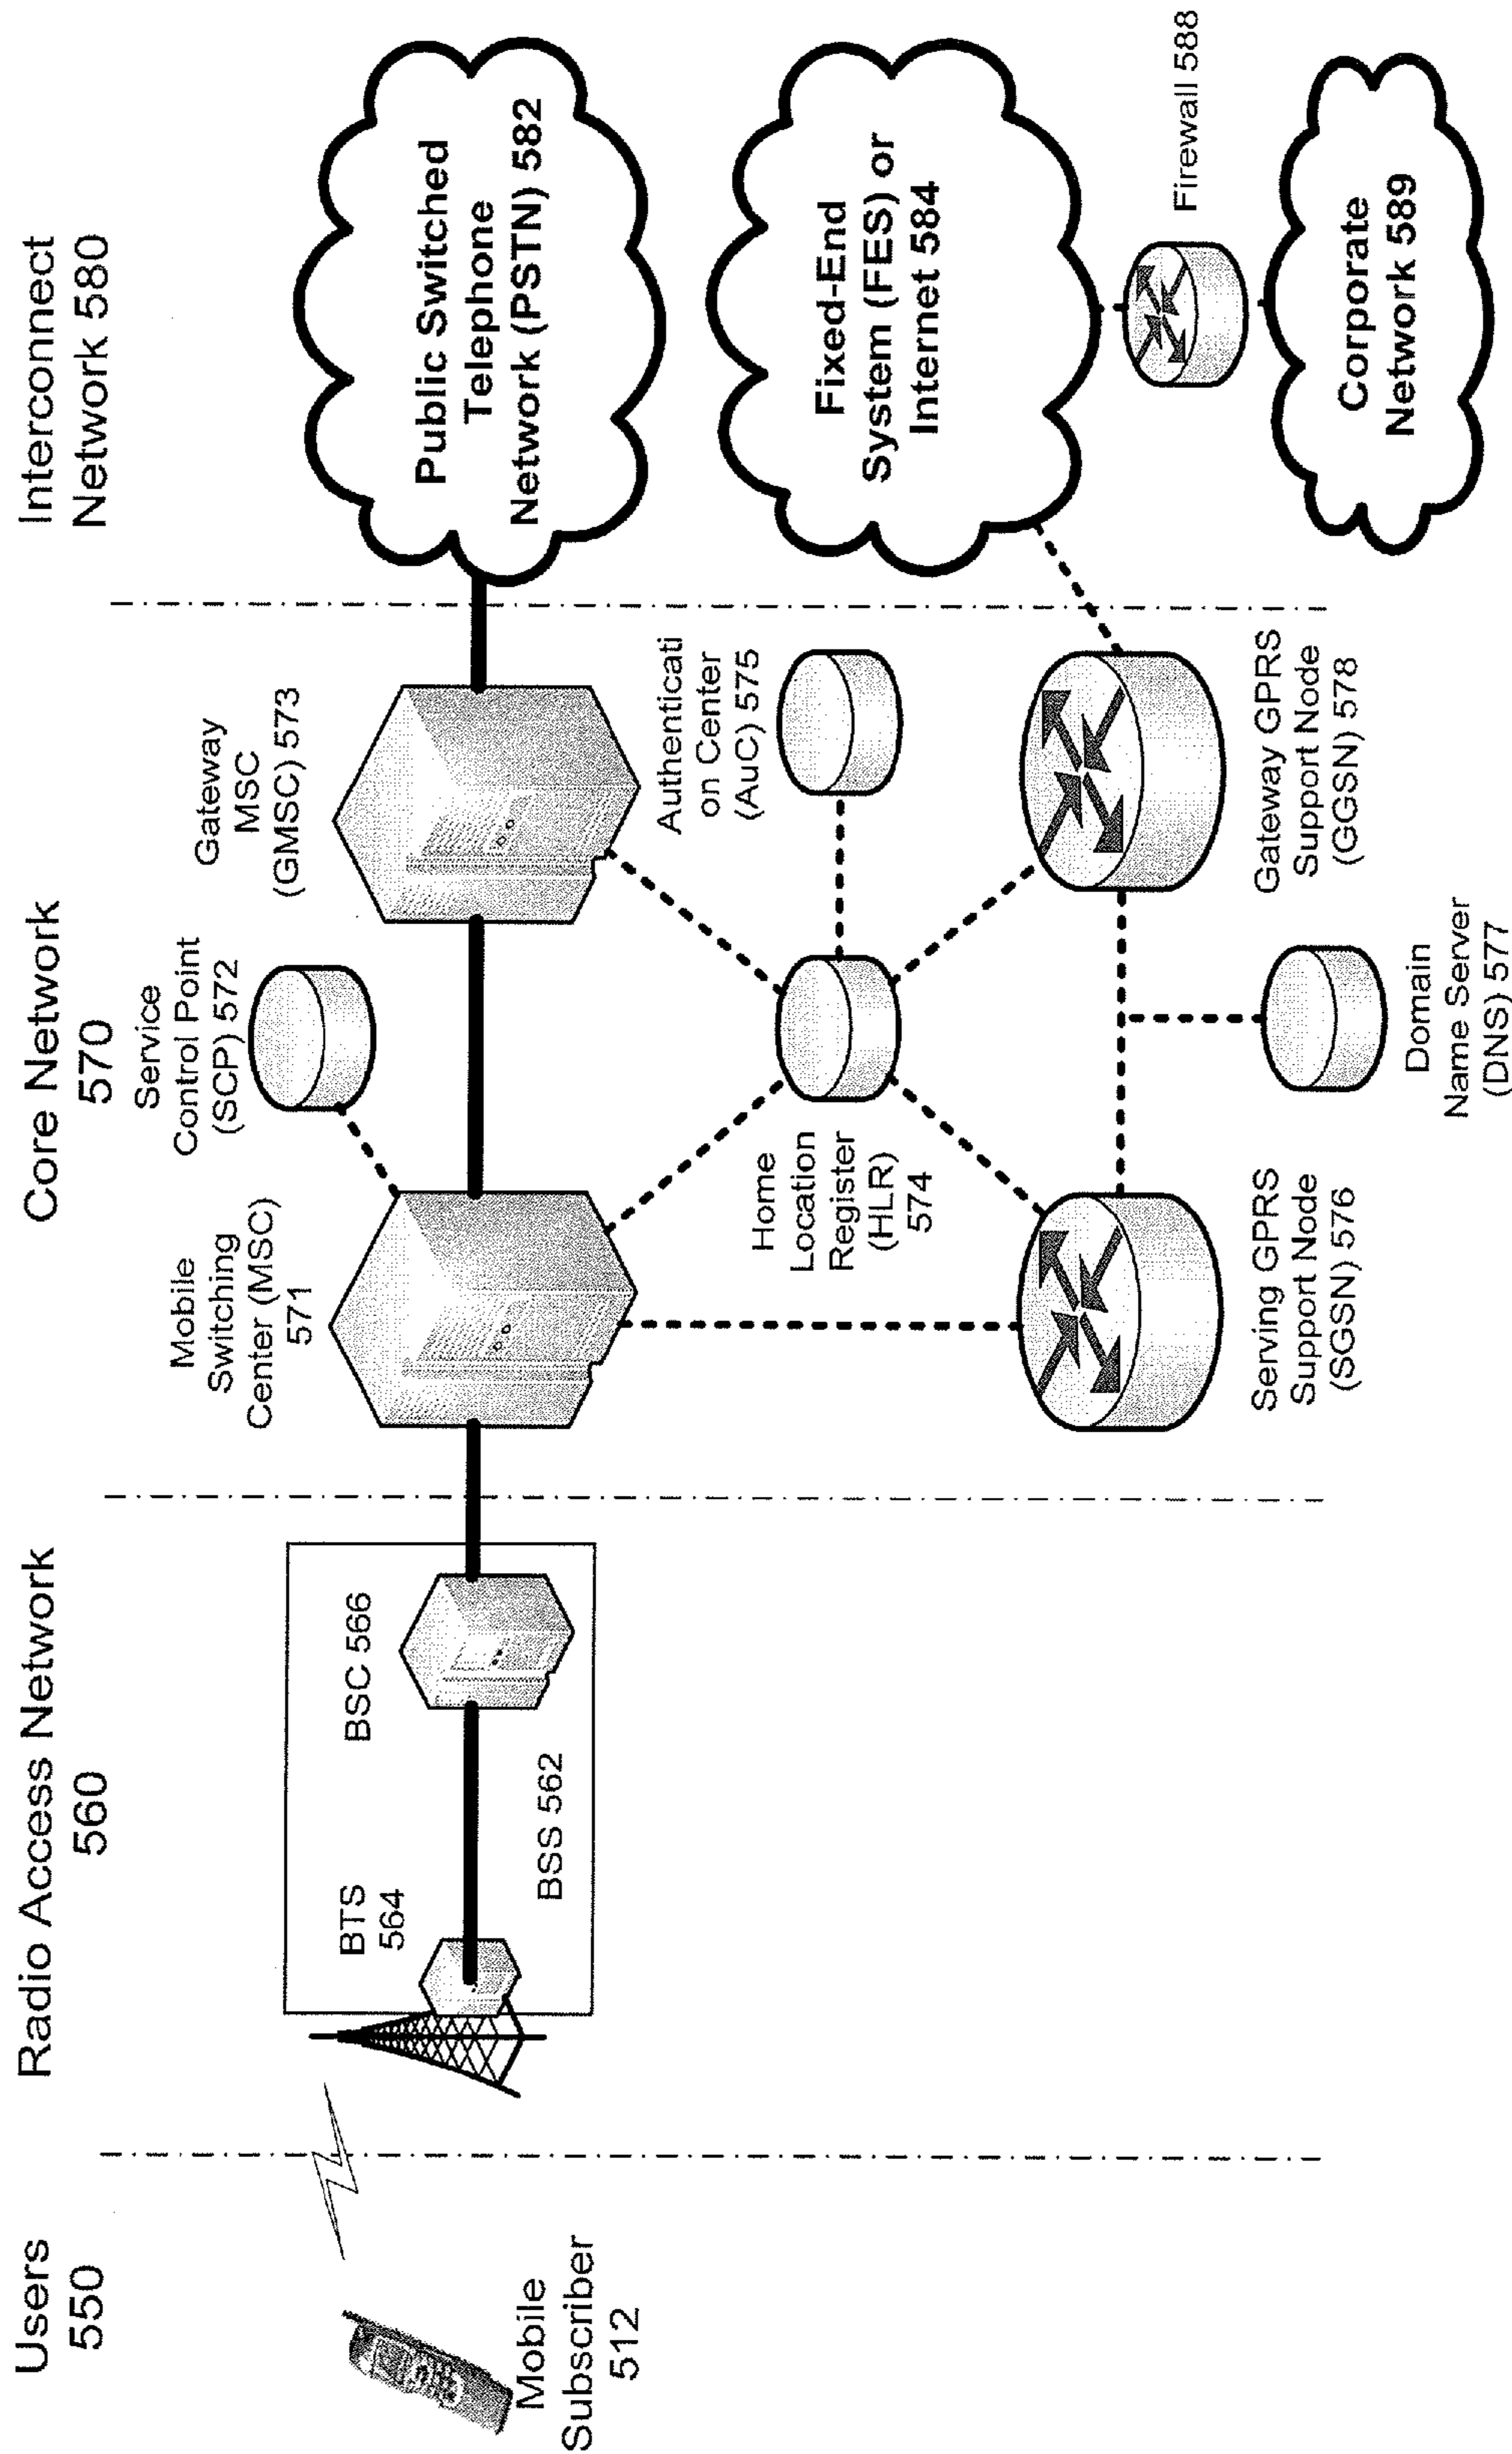 Users
550
Radio Access Network
560
Core Network
570
Interconnect
Network 580
Mobile
Subscriber
512
BTS
564
BSC 566
BSS 562
Mobile
Switching
Center (MSC)
571
Service
Control Point
(SCP) 572
Gateway
MSC
(GMSC) 573
Public Switched
Telephone
Network (PSTN) 582
Home
Location
Register
(HLR)
574
Authenticati
on Center
(AuC) 575
Fixed-End
System (FES) or
Internet 584
Serving GPRS
Support Node
(SGSN) 576
Domain
Name Server
(DNS) 577
Gateway GPRS
Support Node
(GGSN) 578
Firewall 588
Corporate
Network 589